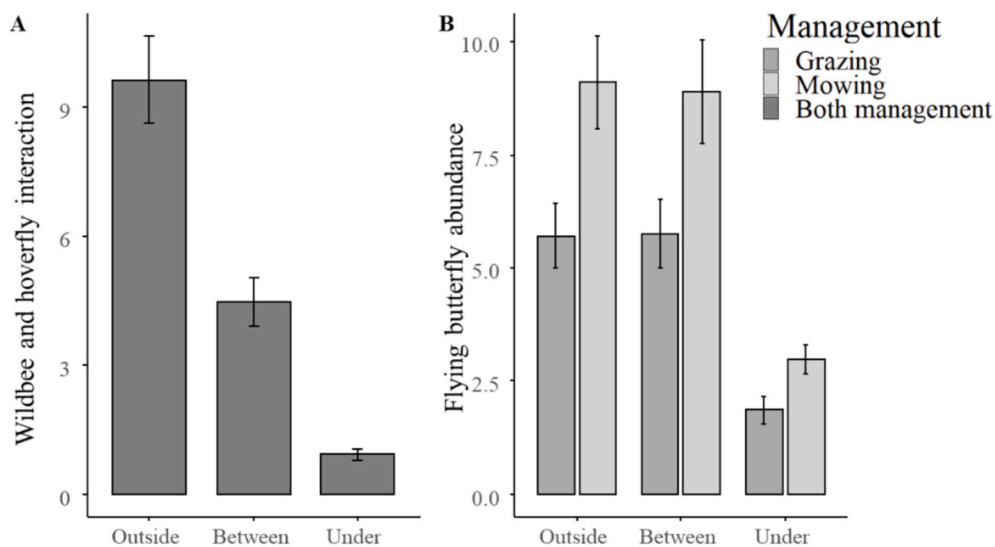 A
Wildbee and hoverfly interaction
9
6
3
0
Outside Between Under
B
Flying butterfly abundance
10.0
7.5
5.0
2.5
0.0
Outside Between Under
Management
Grazing
Mowing
Both management